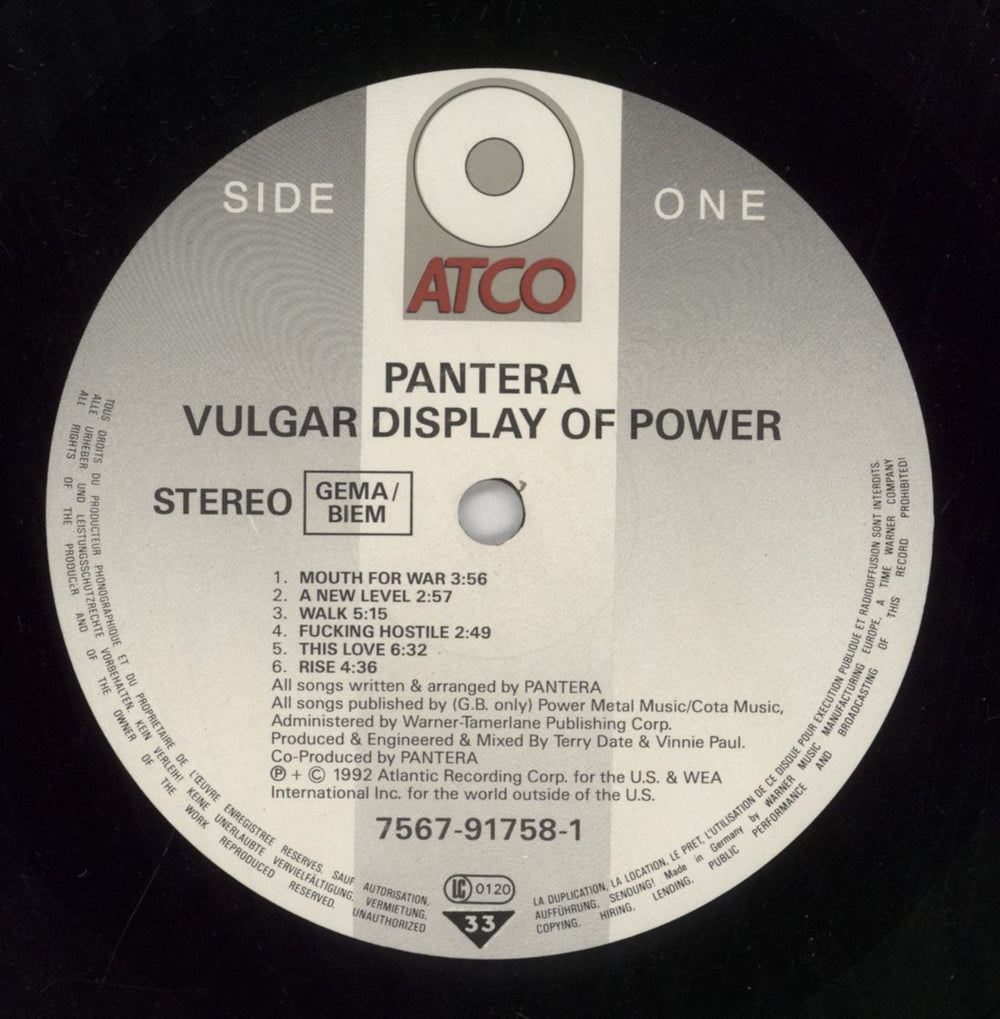 SIDE ONE
ATCO
PANTERA
VULGAR DISPLAY OF POWER
STEREO
GEMA/
BIEM
1. MOUTH FOR WAR 3:56
2. A NEW LEVEL 2:57
3. WALK 5:15
4. FUCKING HOSTILE 2:49
5. THIS LOVE 6:32
6. RISE 4:36
All songs written & arranged by PANTERA
All songs published by (G.B. only) Power Metal Music/Cota Music,
Administered by Warner-Tamerlane Publishing Corp.
Produced & Engineered & Mixed By Terry Date & Vinnie Paul.
Co-Produced by PANTERA
℗ + © 1992 Atlantic Recording Corp. for the U.S. & WEA
International Inc. for the world outside of the U.S.
7567-91758-1
LC 0120
33
TOUS DROITS DU PRODUCTEUR PHONOGRAPHIQUE ET DU PROPRIETAIRE DE L'ŒUVRE ENREGISTREE RESERVES. SAUF AUTORISATION, LA DUPLICATION, LA LOCATION, LE PRET, L'UTILISATION DE CE DISQUE POUR EXECUTION PUBLIQUE ET RADIODIFFUSION SONT INTERDITS.
ALLE URHEBER UND LEISTUNGSSCHUTZRECHTE VORBEHALTEN. KEIN VERLEIH! KEINE UNERLAUBTE VERVIELFÄLTIGUNG, VERMIETUNG, AUFFÜHRUNG, SENDUNG! Made in Germany by WARNER MUSIC MANUFACTURING EUROPE, A TIME WARNER COMPANY
ALL RIGHTS OF THE PRODUCER AND OF THE OWNER OF THE WORK REPRODUCED RESERVED. UNAUTHORIZED COPYING, HIRING, LENDING, PUBLIC PERFORMANCE AND BROADCASTING OF THIS RECORD PROHIBITED!